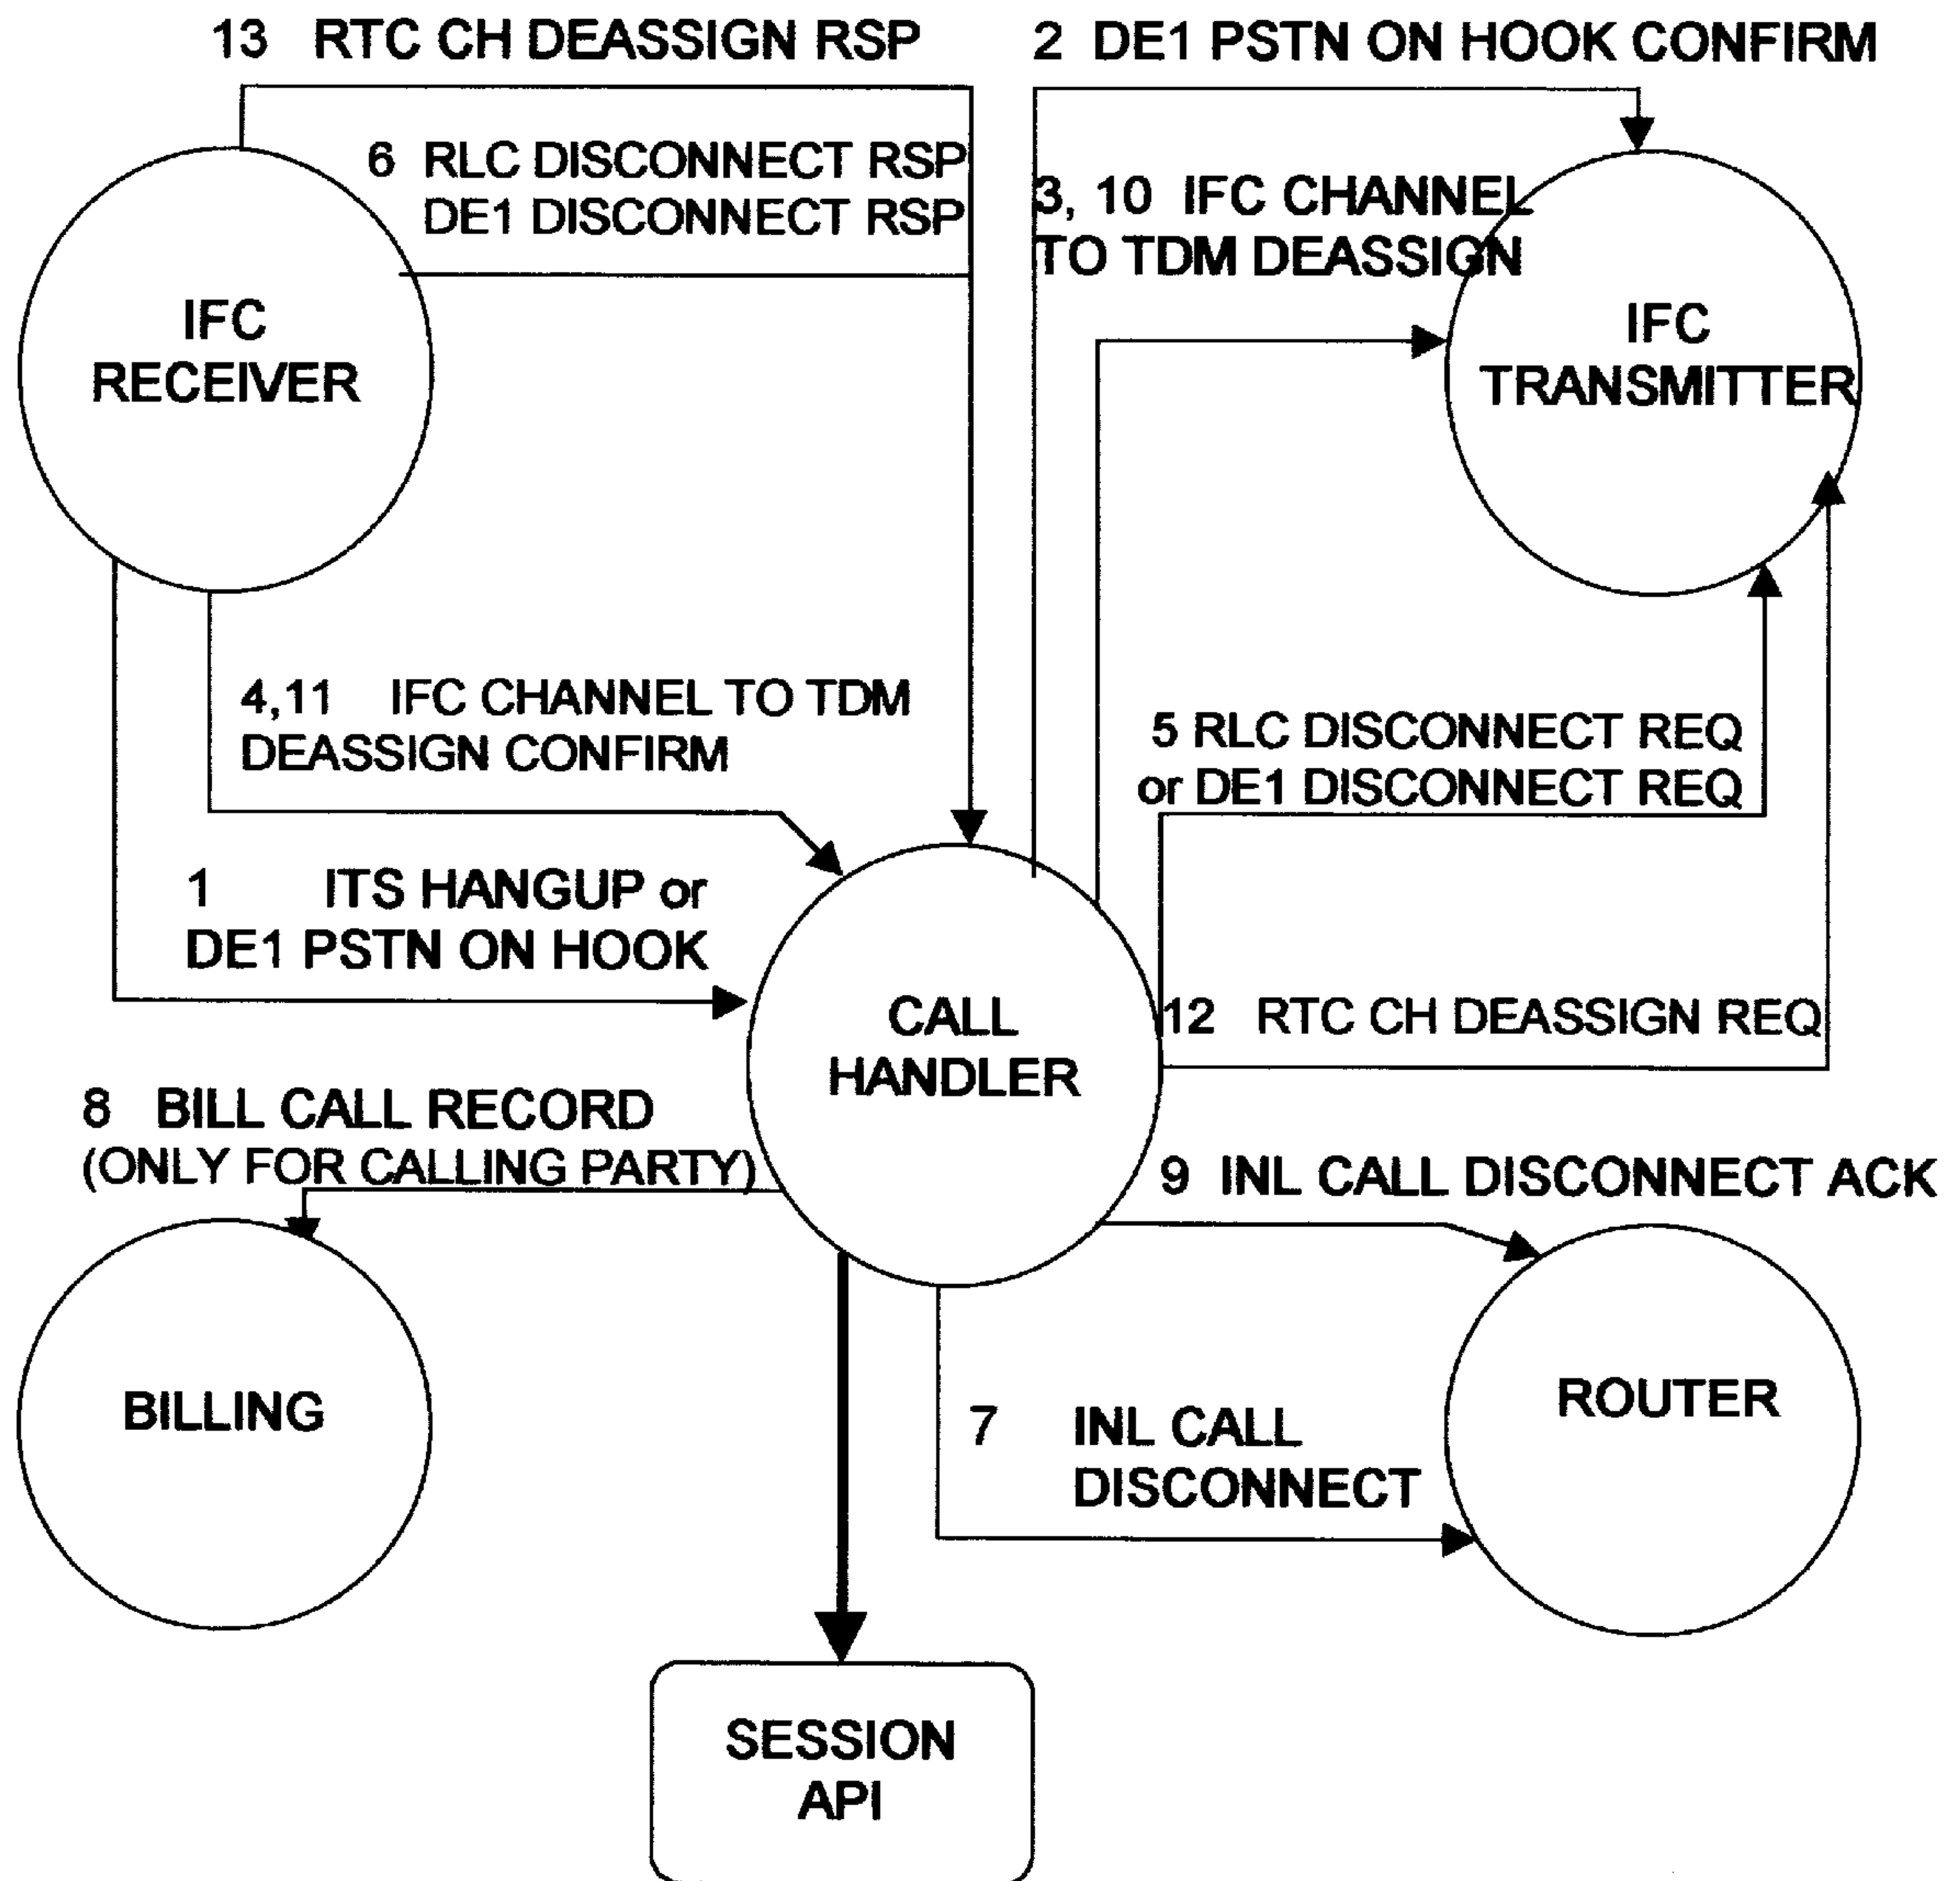 13 RTC CH DEASSIGN RSP
2 DE1 PSTN ON HOOK CONFIRM
6 RLC DISCONNECT RSP
DE1 DISCONNECT RSP
3, 10 IFC CHANNEL
TO TDM DEASSIGN
IFC
RECEIVER
IFC
TRANSMITTER
4,11 IFC CHANNEL TO TDM
DEASSIGN CONFIRM
5 RLC DISCONNECT REQ
or DE1 DISCONNECT REQ
1 ITS HANGUP or
DE1 PSTN ON HOOK
CALL
HANDLER
12 RTC CH DEASSIGN REQ
8 BILL CALL RECORD
(ONLY FOR CALLING PARTY)
9 INL CALL DISCONNECT ACK
BILLING
ROUTER
7 INL CALL
DISCONNECT
SESSION
API